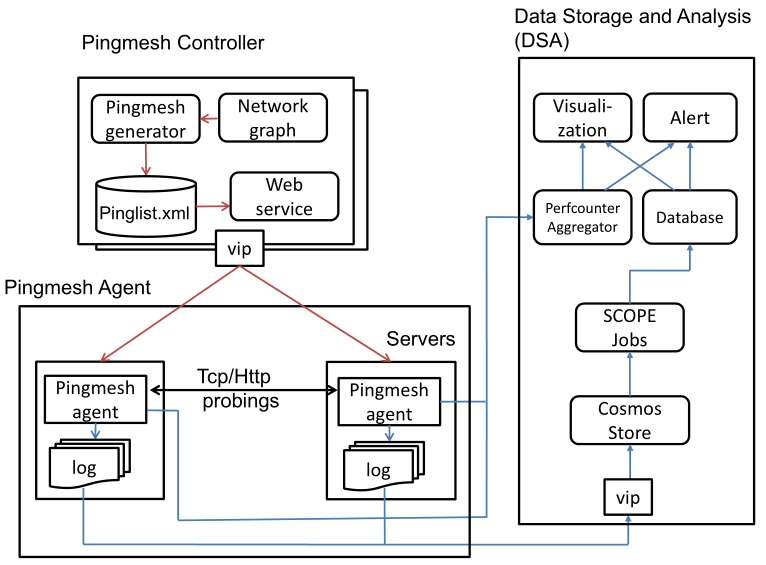 Pingmesh Controller
Pingmesh
generator
Network
graph
Pinglist.xml
Web
service
vip
Pingmesh Agent
Servers
Pingmesh
agent
log
Tcp/Http
probings
Pingmesh
agent
log
Data Storage and Analysis
(DSA)
Visuali-
zation
Alert
Perfcounter
Aggregator
Database
SCOPE
Jobs
Cosmos
Store
vip